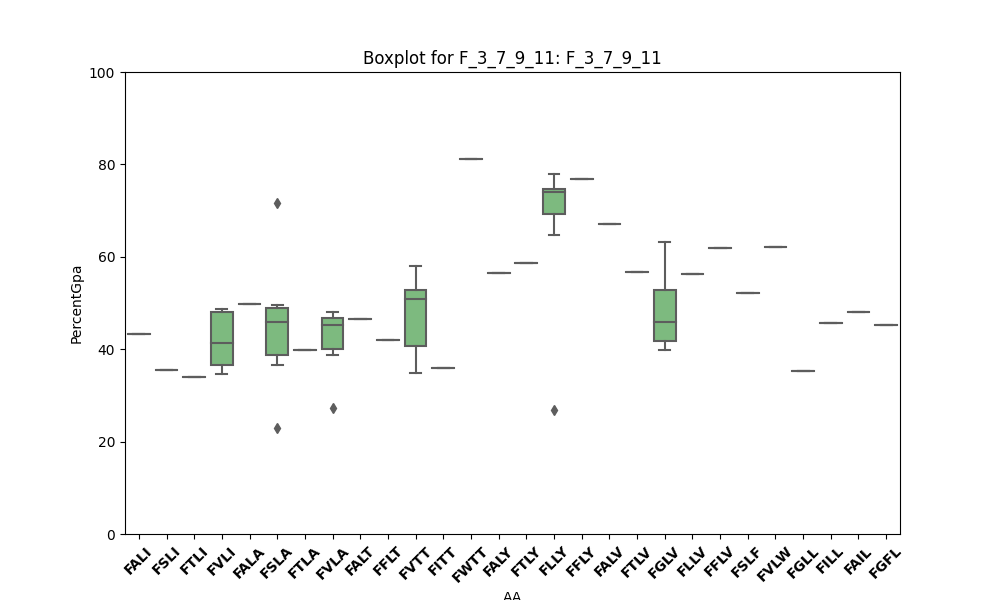 Boxplot for F_3_7_9_11: F_3_7_9_11
PercentGpa
100
80
60
40
20
0
FALI FSLI FTLI FVLI FALA FSLA FTLA FVLA FALT FFLT FVTT FITT FWTT FALY FTLY FLLY FFLY FALV FTLV FGLV FLLV FFLV FSLF FVLW FGLL FILL FAIL FGFL
AA